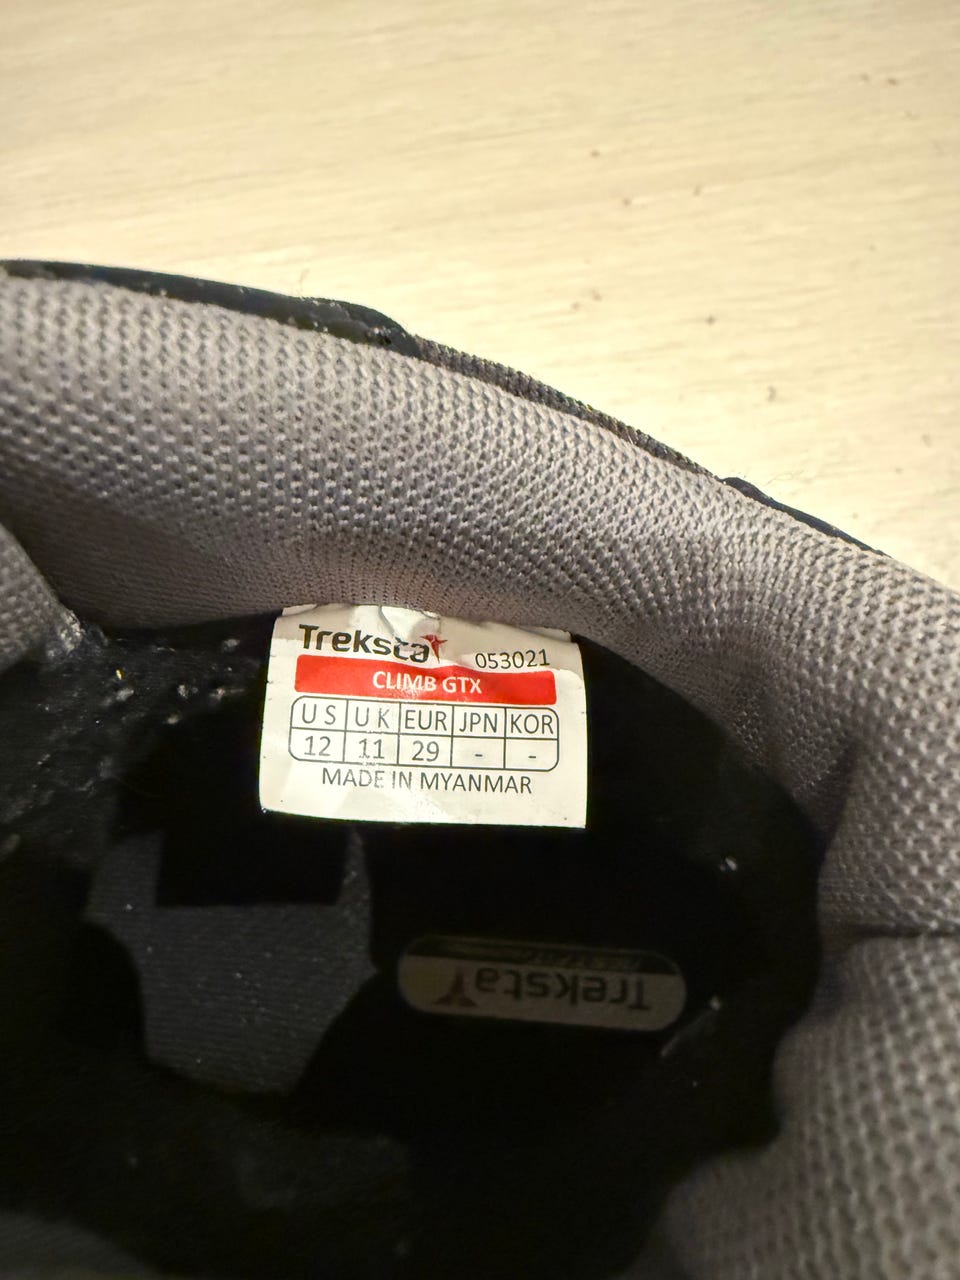 Treksta 053021
CLIMB GTX
US UK EUR JPN KOR
12 11 29 - -
MADE IN MYANMAR
Treksta